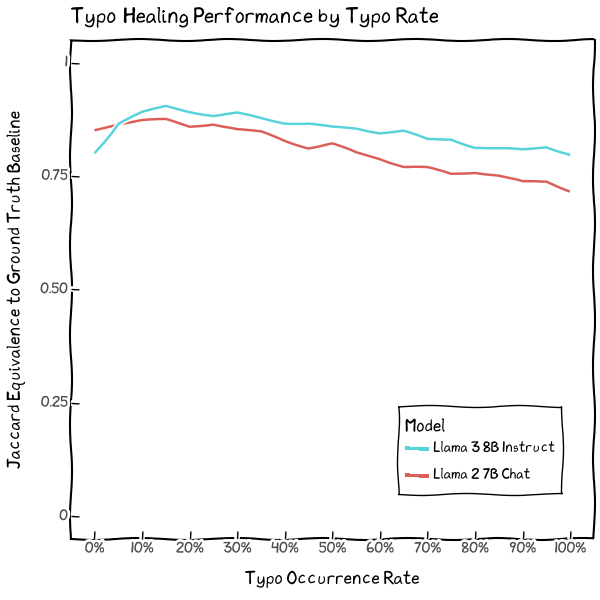 Typo Healing Performance by Typo Rate
Jaccard Equivalence to Ground Truth Baseline
1
0.75
0.50
0.25
0
Model
Llama 3 8B Instruct
Llama 2 7B Chat
0% 10% 20% 30% 40% 50% 60% 70% 80% 90% 100%
Typo Occurrence Rate